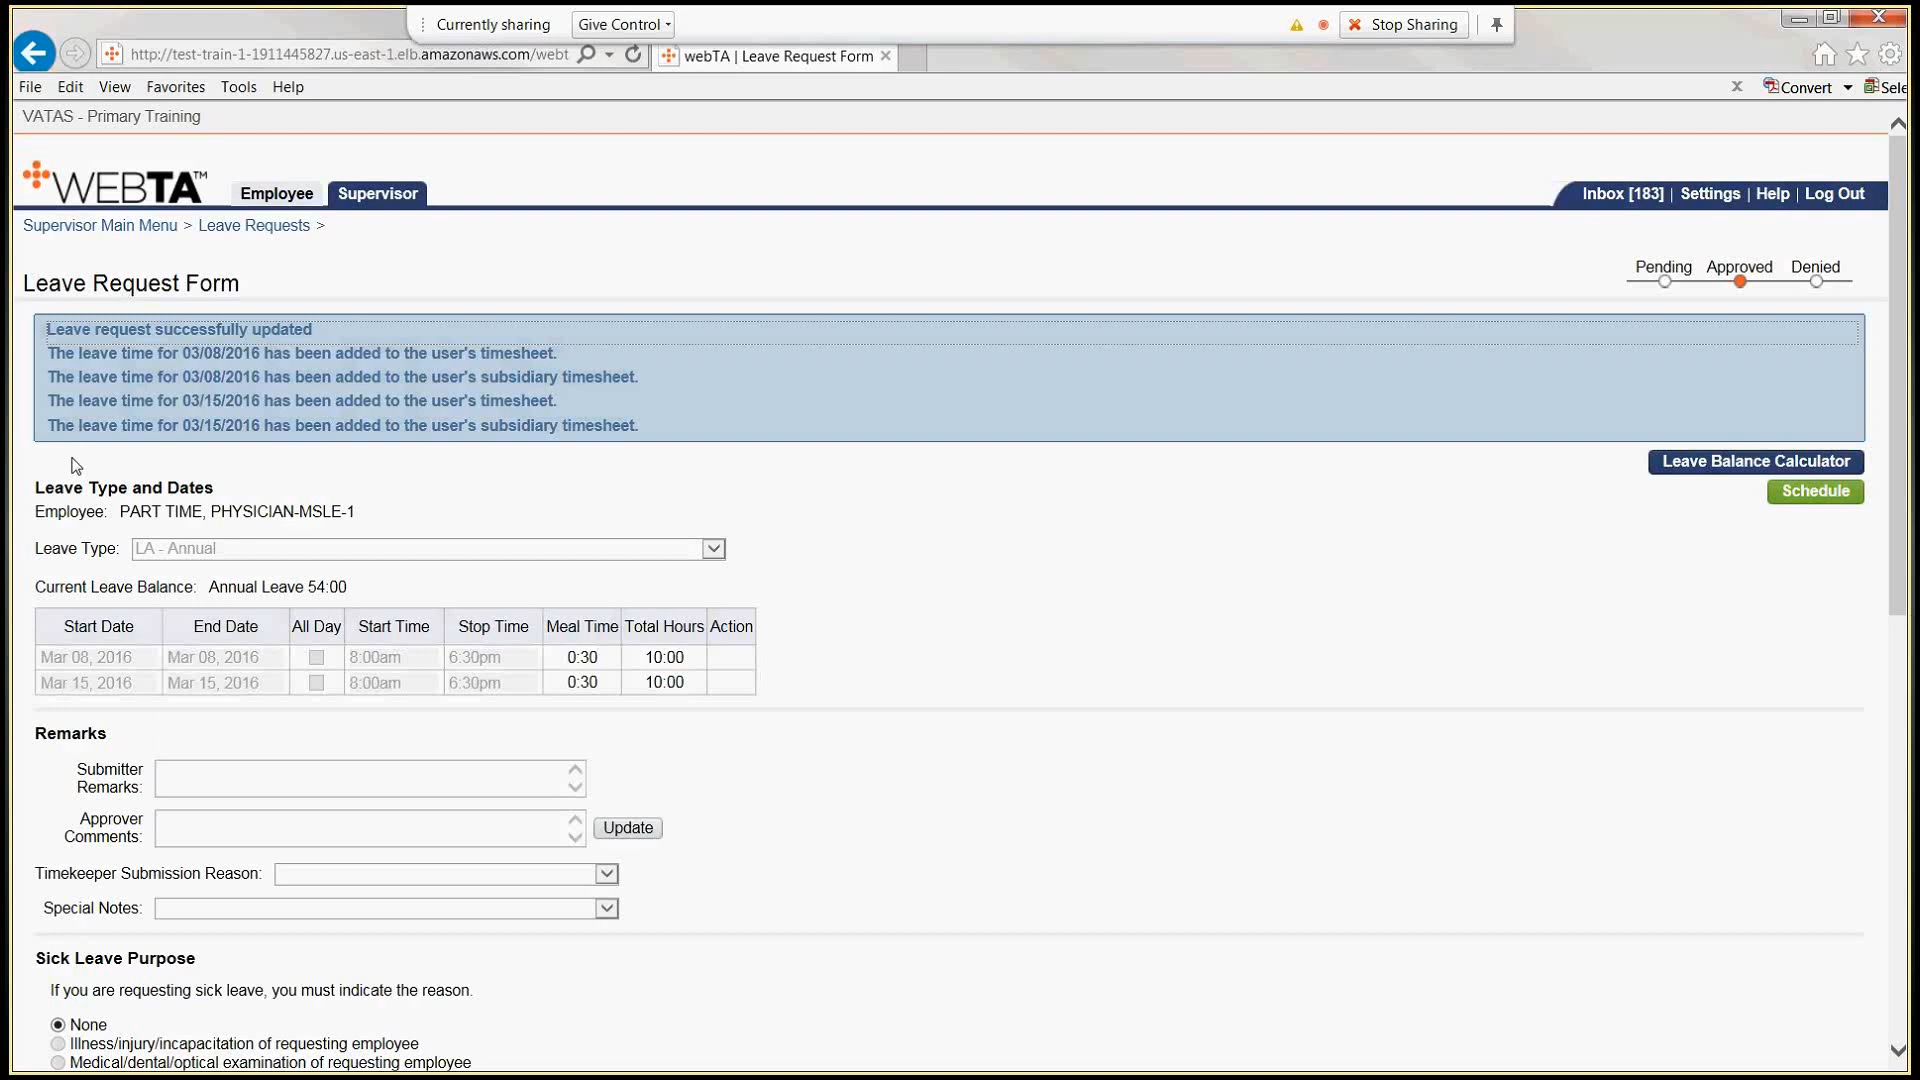 Currently sharing Give Control Stop Sharing
http://test-train-1-1911445827.us-east-1.elb.amazonaws.com/webt webTA | Leave Request Form
File Edit View Favorites Tools Help x Convert Sele
VATAS - Primary Training
WEBTA™ Employee Supervisor Inbox [183] | Settings | Help | Log Out
Supervisor Main Menu > Leave Requests >
Pending Approved Denied
Leave Request Form
Leave request successfully updated
The leave time for 03/08/2016 has been added to the user's timesheet.
The leave time for 03/08/2016 has been added to the user's subsidiary timesheet.
The leave time for 03/15/2016 has been added to the user's timesheet.
The leave time for 03/15/2016 has been added to the user's subsidiary timesheet.
Leave Balance Calculator
Schedule
Leave Type and Dates
Employee: PART TIME, PHYSICIAN-MSLE-1
Leave Type: LA - Annual
Current Leave Balance: Annual Leave 54:00
Start Date End Date All Day Start Time Stop Time Meal Time Total Hours Action
Mar 08, 2016 Mar 08, 2016 8:00am 6:30pm 0:30 10:00
Mar 15, 2016 Mar 15, 2016 8:00am 6:30pm 0:30 10:00
Remarks
Submitter
Remarks:
Approver
Comments: Update
Timekeeper Submission Reason:
Special Notes:
Sick Leave Purpose
If you are requesting sick leave, you must indicate the reason.
None
Illness/injury/incapacitation of requesting employee
Medical/dental/optical examination of requesting employee